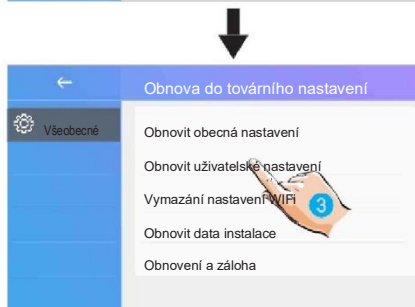 Obnova do továrního nastavení
Všeobecné
Obnovit obecná nastavení
Obnovit uživatelské nastavení
Vymazání nastavení WIFi
3
Obnovit data instalace
Obnovení a záloha